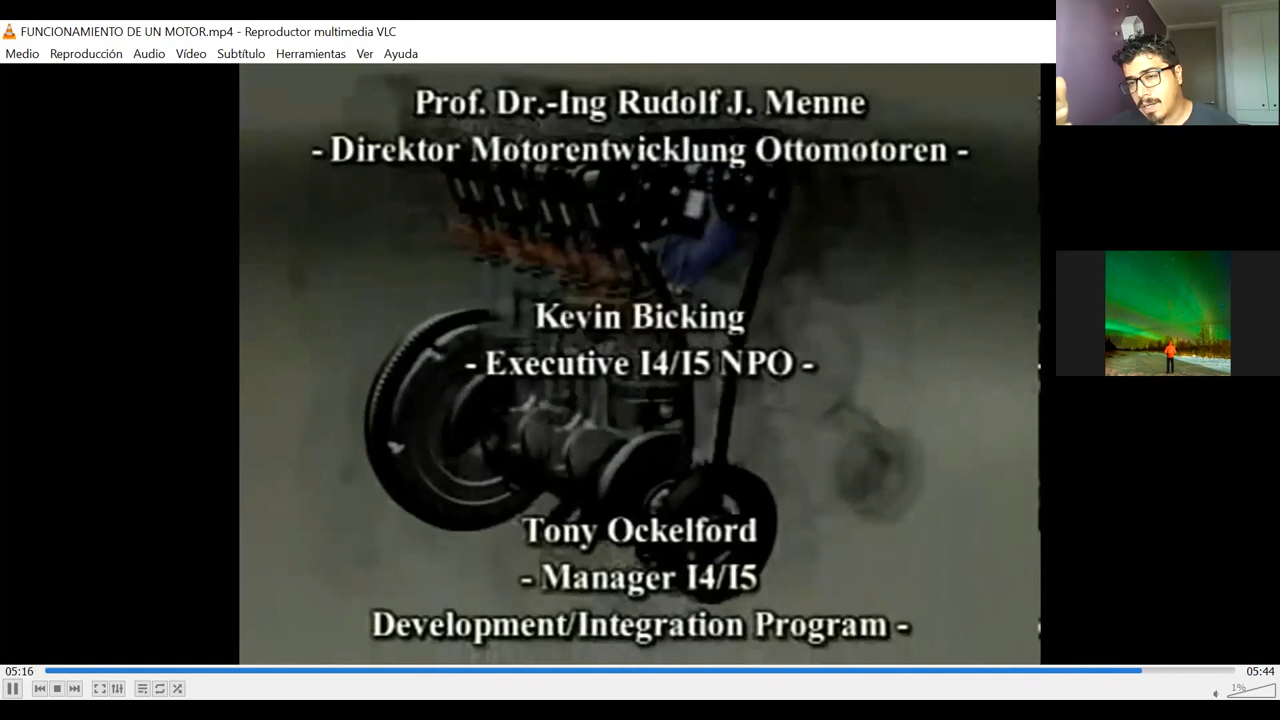 FUNCIONAMIENTO DE UN MOTOR.mp4 - Reproductor multimedia VLC
Medio Reproducción Audio Vídeo Subtítulo Herramientas Ver Ayuda
Prof. Dr.-Ing Rudolf J. Menne
- Direktor Motorentwicklung Ottomotoren -
Kevin Bicking
- Executive I4/I5 NPO -
Tony Ockelford
- Manager I4/I5
Development/Integration Program -
05:16
05:44
1%